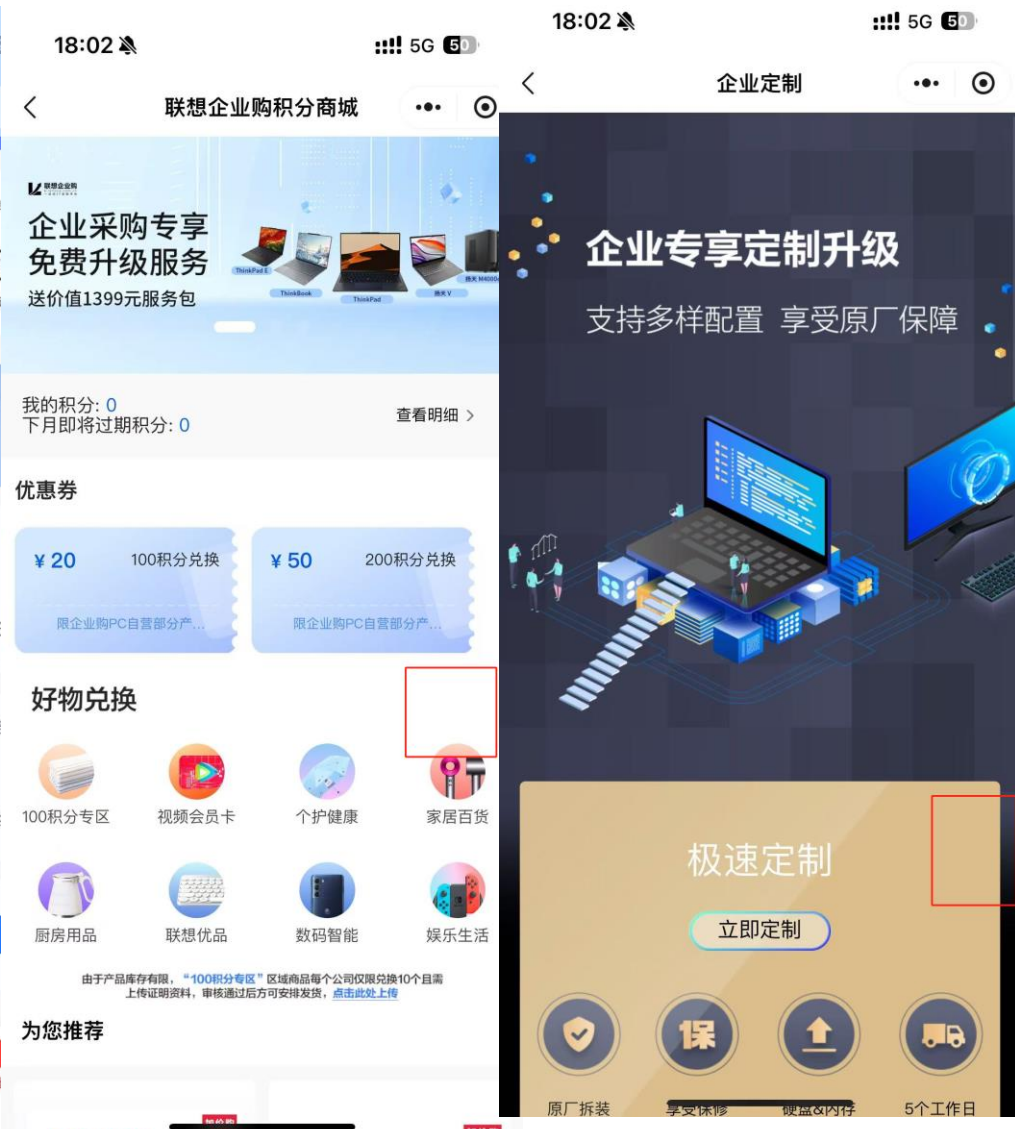 18:02
5G 50
联想企业购积分商城
联想企业购
企业采购专享
免费升级服务
送价值1399元服务包
ThinkPad E
ThinkBook
ThinkPad
扬天 V
扬天 M4000
我的积分: 0
下月即将过期积分: 0
查看明细
优惠券
¥ 20
100积分兑换
限企业购PC自营部分产...
¥ 50
200积分兑换
限企业购PC自营部分产...
好物兑换
100积分专区
视频会员卡
个护健康
家居百货
厨房用品
联想优品
数码智能
娱乐生活
由于产品库存有限，“100积分专区”区域商品每个公司仅限兑换10个且需
上传证明资料，审核通过后方可安排发货，点击此处上传
为您推荐
18:02
5G 50
企业定制
企业专享定制升级
支持多样配置 享受原厂保障
极速定制
立即定制
保
原厂拆装
享受保修
硬盘&内存
5个工作日